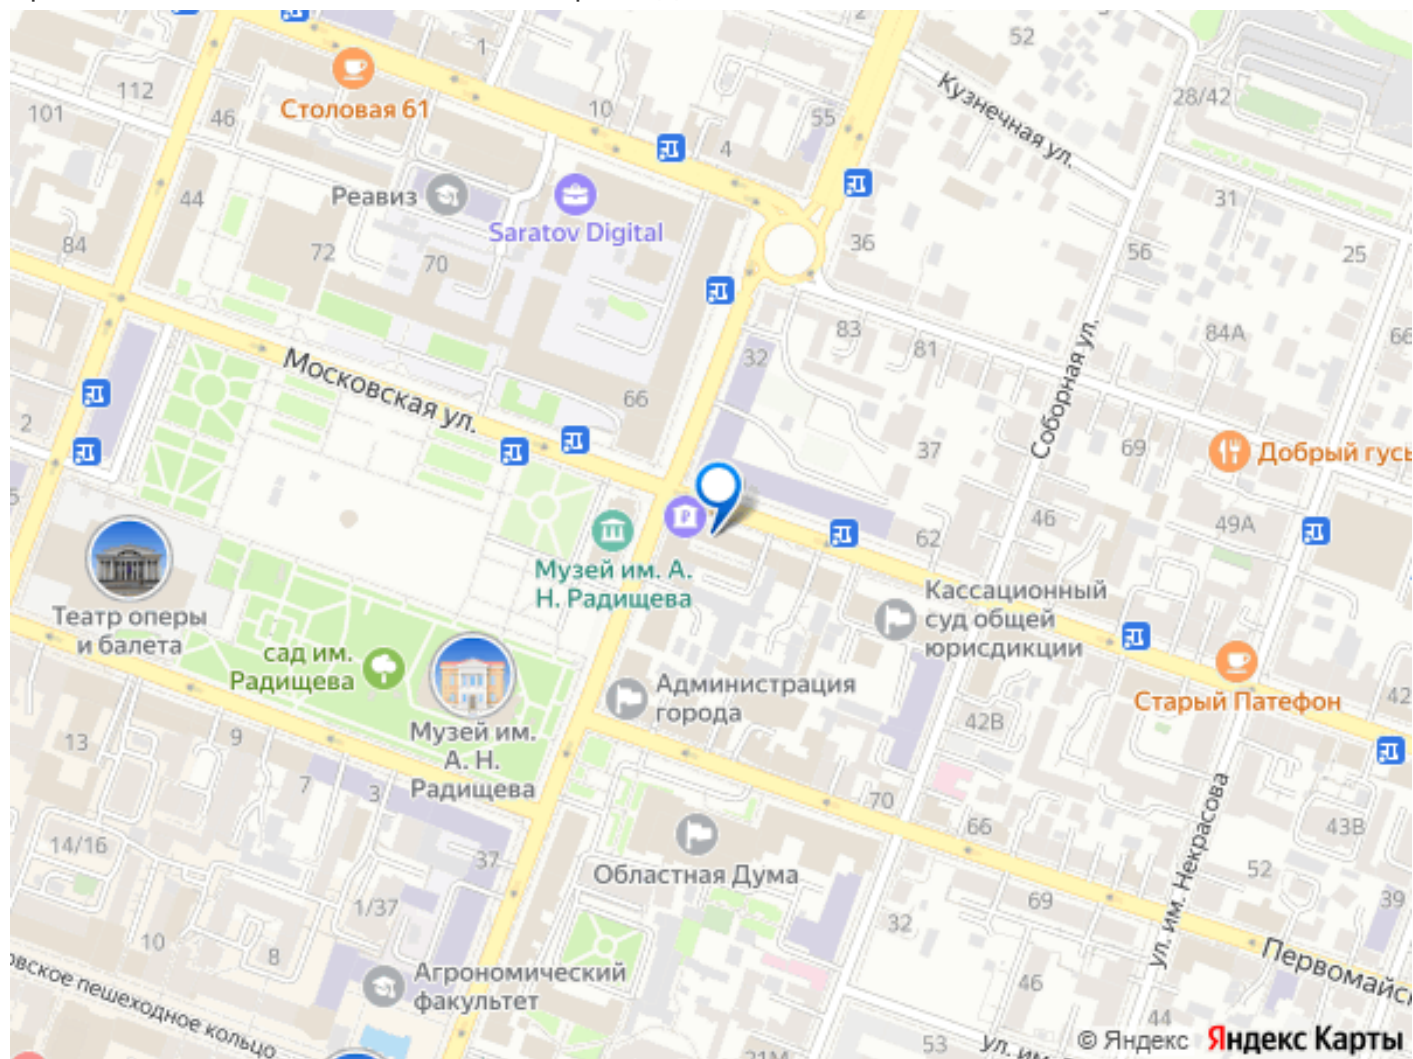 52
1
Столовая 61
112
101
46
10
55
4
Кузнечная ул.
28/42
Реавиз
44
Saratov Digital
31
84
72
70
36
56
25
83
81
32
84А
66
Московская ул.
66
2
37
Соборная ул.
69
Добрый гусь
46
49А
62
Музей им. А.
Н. Радищева
Кассационный
суд общей
юрисдикции
Театр оперы
и балета
сад им.
Радищева
Администрация
города
Старый Патефон
42
42В
Музей им.
А. Н.
Радищева
13
9
7
3
70
66
43В
14/16
37
Областная Дума
52
1/37
69
39
32
ул. им. Некрасова
10
8
Первомайс
Агрономический
факультет
46
44
вское пешеходное кольцо
53
ул. им.
21М
© Яндекс Яндекс Карты